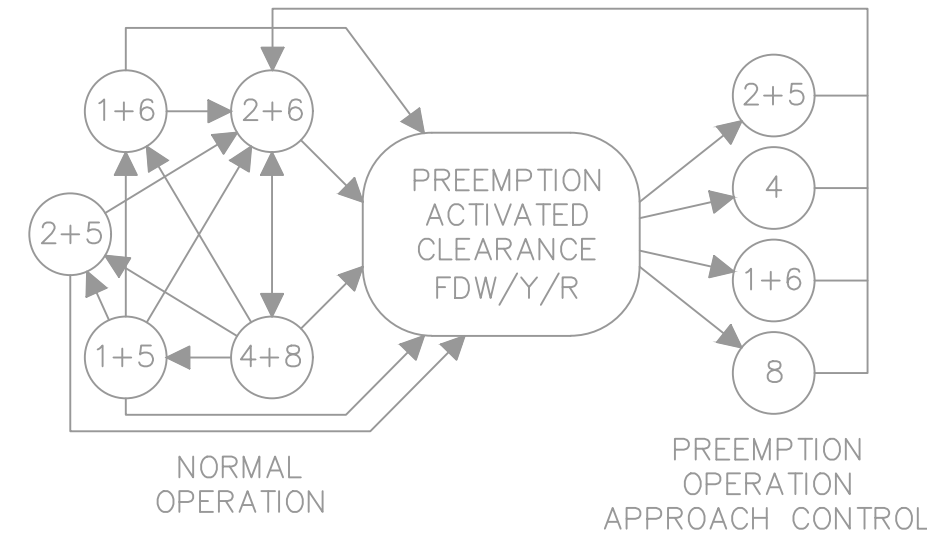 1+6
2+6
2+5
1+5
4+8
PREEMPTION
ACTIVATED
CLEARANCE
FDW/Y/R
2+5
4
1+6
8
NORMAL
OPERATION
PREEMPTION
OPERATION
APPROACH CONTROL